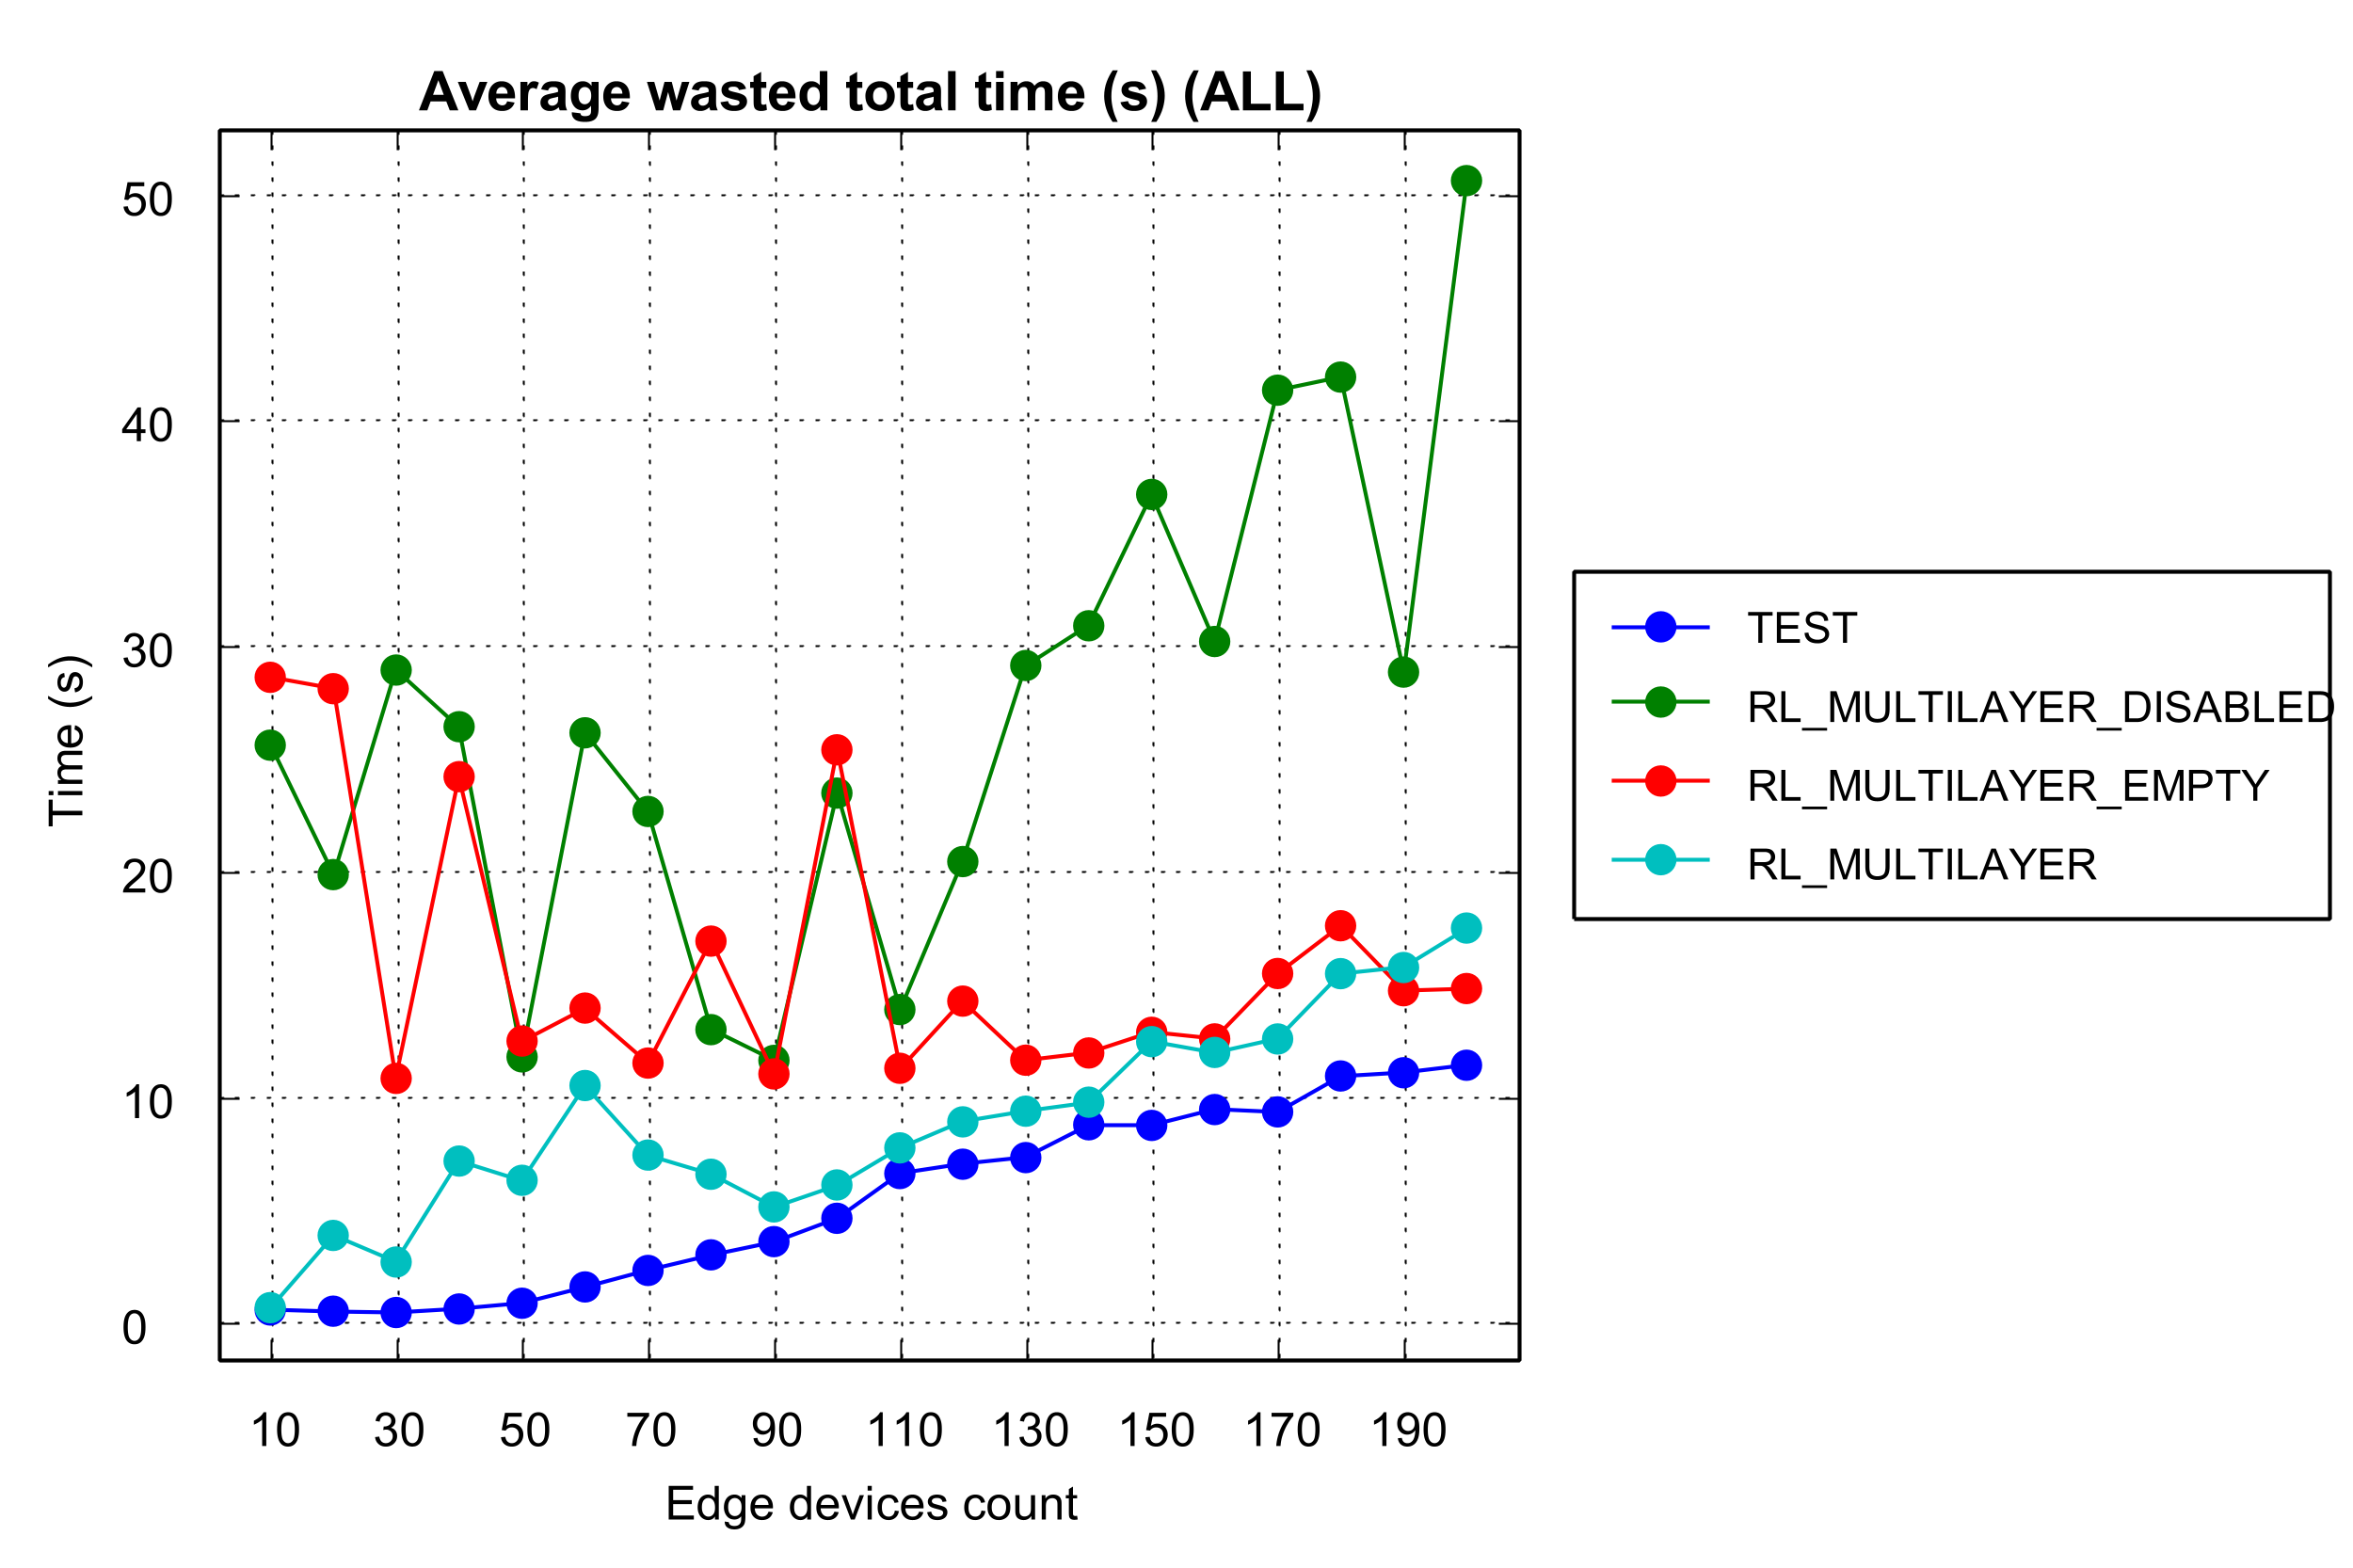 Average wasted total time (s) (ALL)
50
40
30
20
10
0
Time (s)
10 30 50 70 90 110 130 150 170 190
Edge devices count
TEST
RL_MULTILAYER_DISABLED
RL_MULTILAYER_EMPTY
RL_MULTILAYER